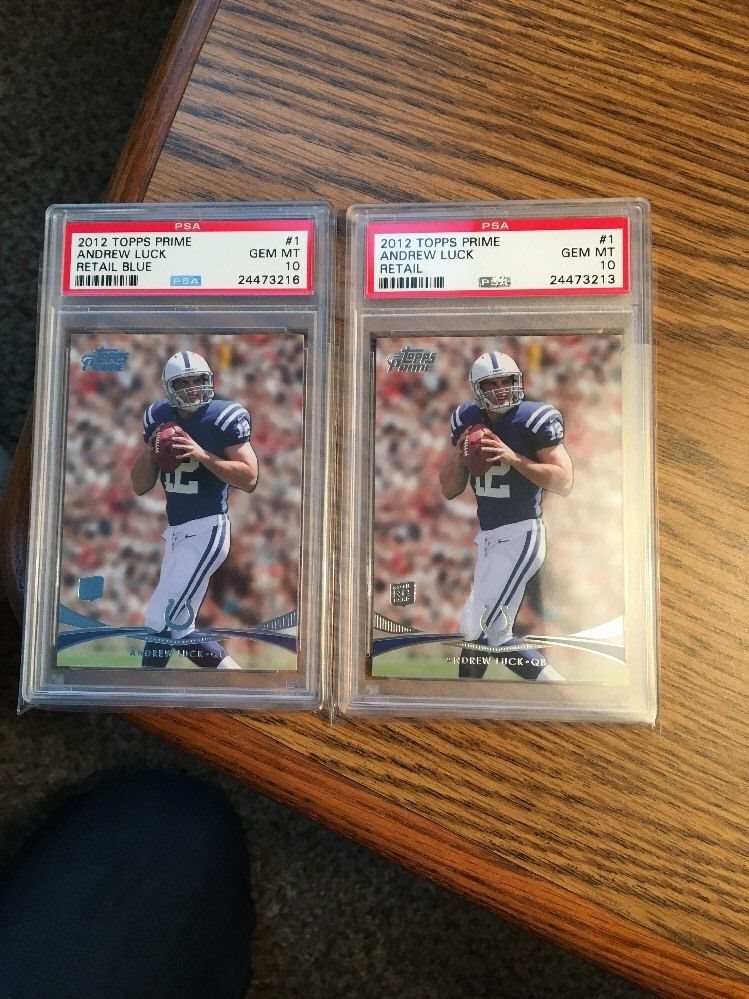 PSA
2012 TOPPS PRIME #1
ANDREW LUCK GEM MT
RETAIL BLUE 10
PSA 24473216
TOPPS
PRIME
12
12
ANDREW LUCK • QB
PSA
2012 TOPPS PRIME #1
ANDREW LUCK GEM MT
RETAIL 10
PSA 24473213
TOPPS
PRIME
12
12
ANDREW LUCK • QB